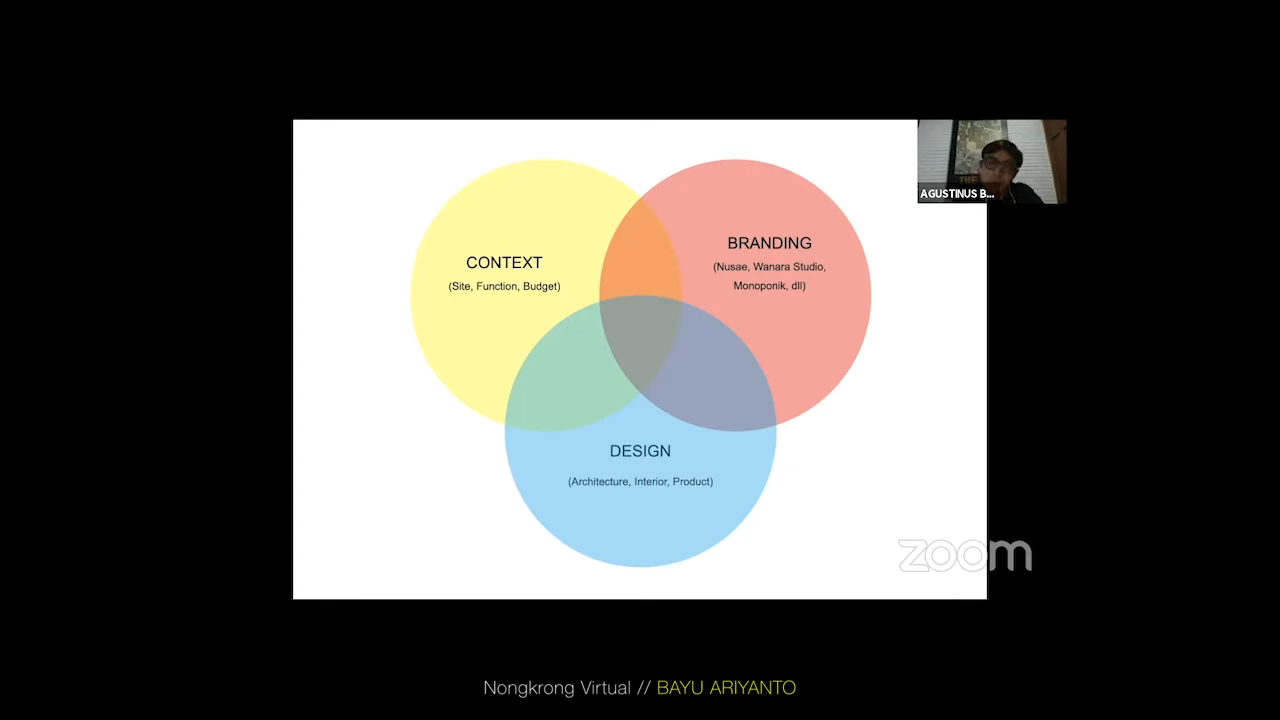 CONTEXT
(Site, Function, Budget)
BRANDING
(Nusae, Wanara Studio,
Monoponik, dll)
DESIGN
(Architecture, Interior, Product)
THE
AGUSTINUS B...
zoom
Nongkrong Virtual // BAYU ARIYANTO